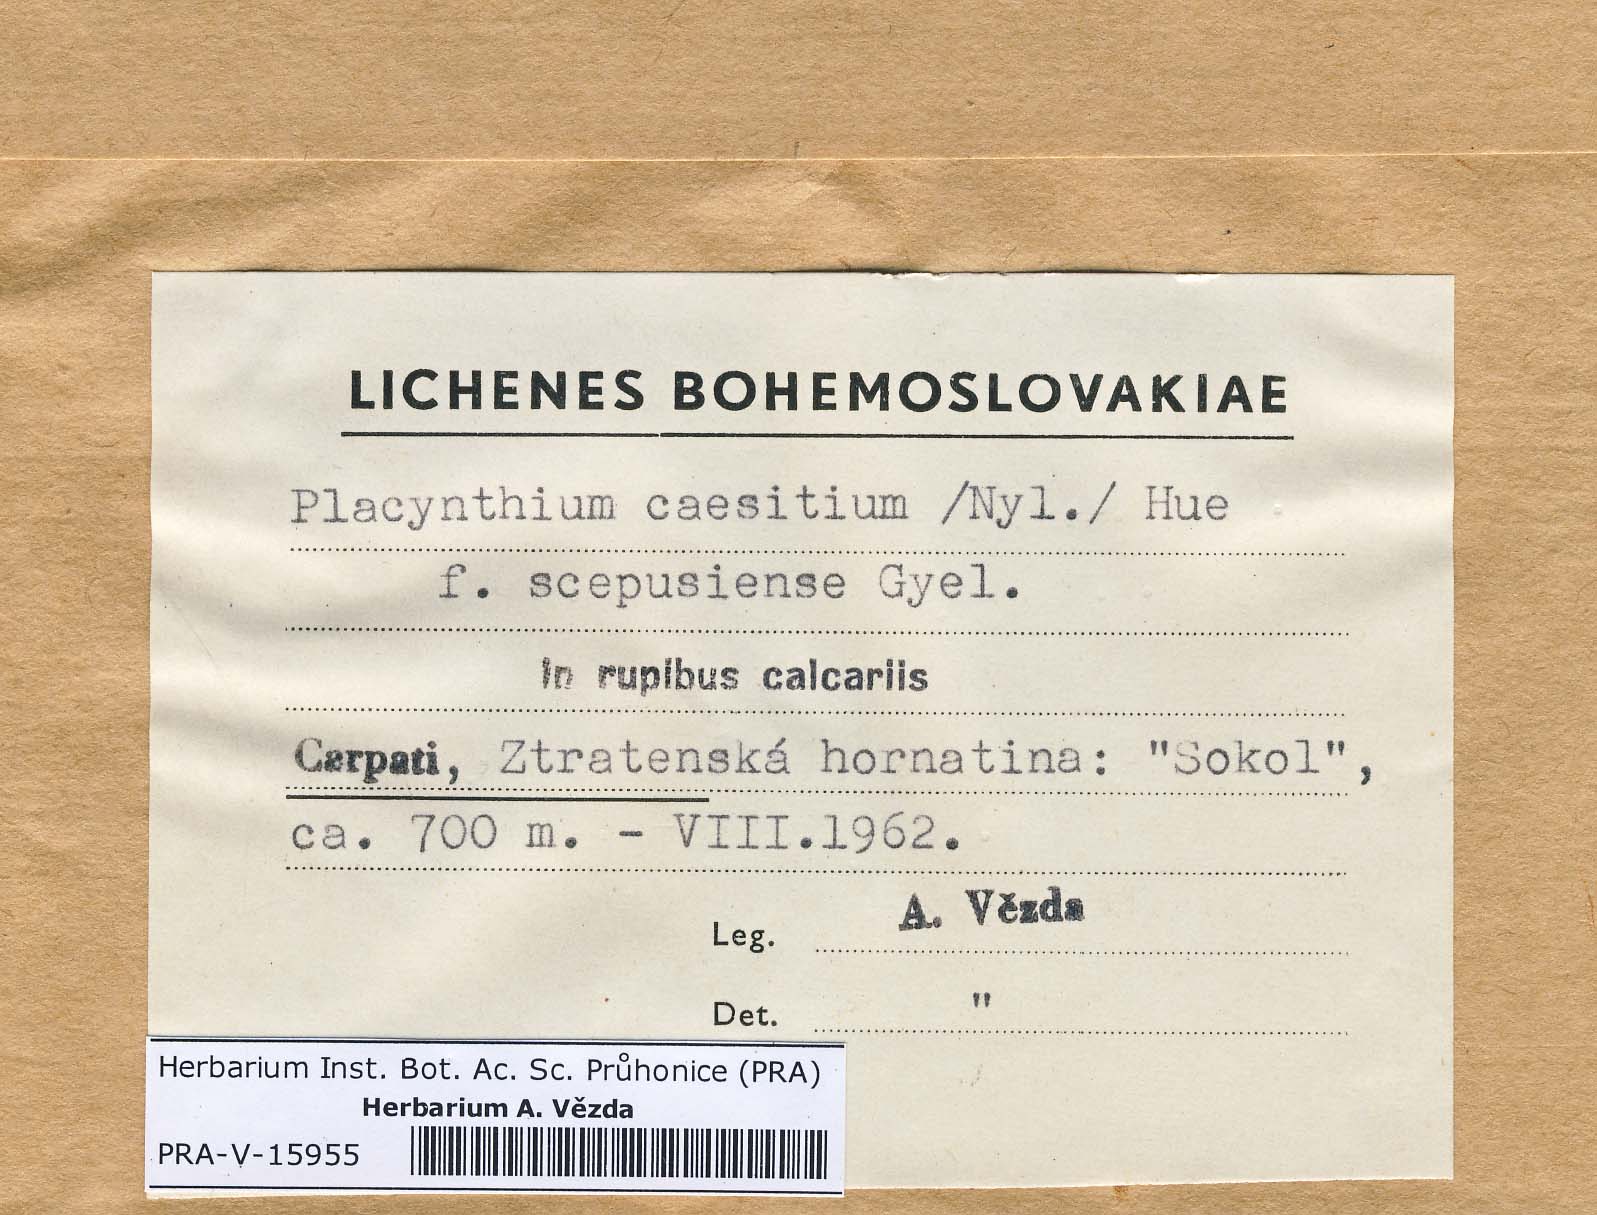 LICHENES BOHEMOSLOVAKIAE
Placynthium caesitium /Nyl./ Hue
f. scepusiense Gyel.
in rupibus calcariis
Carpati, Ztratenská hornatina: "Sokol",
ca. 700 m. - VIII.1962.
Leg. A. Vězda
Det. "
Herbarium Inst. Bot. Ac. Sc. Průhonice (PRA)
Herbarium A. Vězda
PRA-V-15955